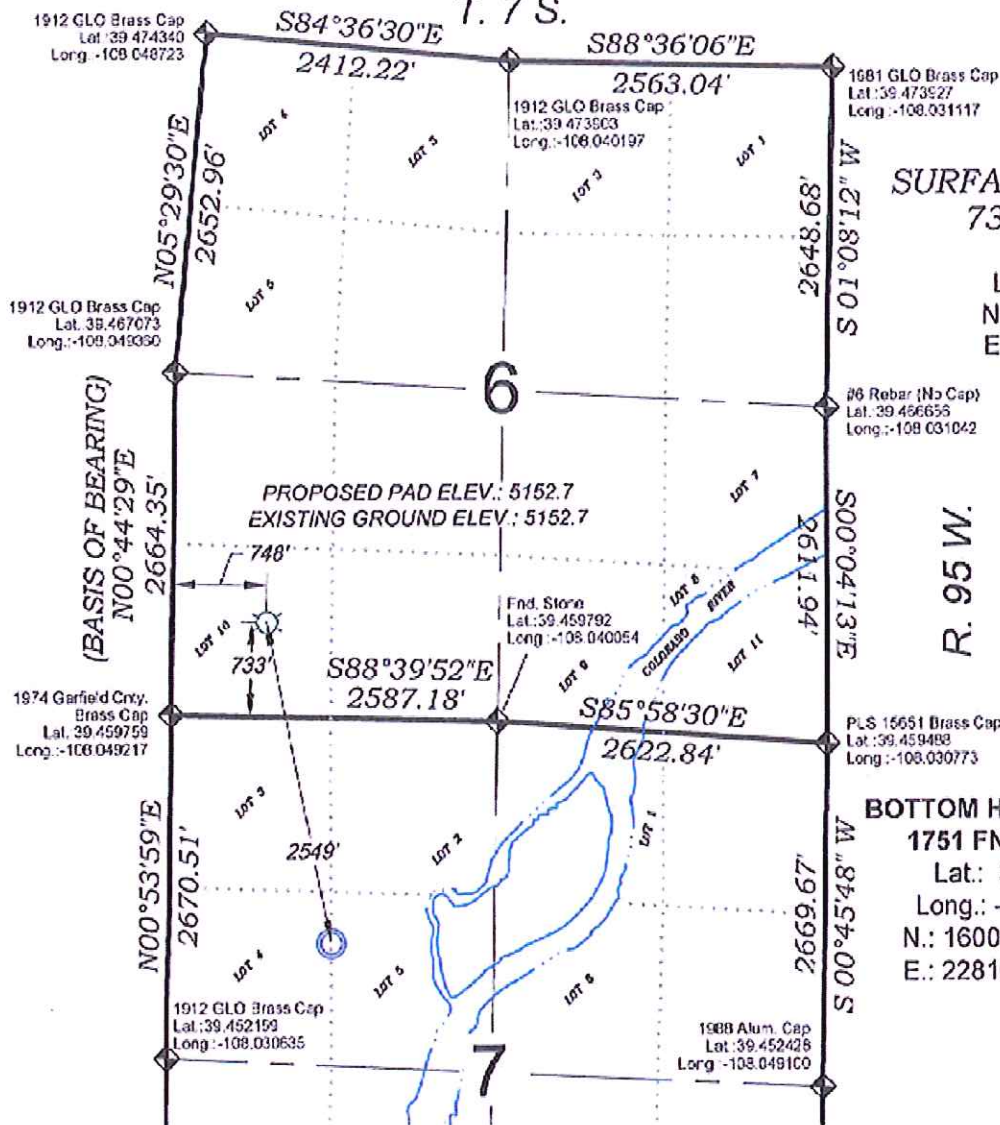 T. 7 S.
1912 GLO Brass Cap
Lat.:39.474340
Long.:-108.048723
S84°36'30"E
2412.22'
S88°36'06"E
2563.04'
1912 GLO Brass Cap
Lat.:39.473903
Long.:-108.040197
1981 GLO Brass Cap
Lat.:39.473927
Long.:-108.031117
LOT 4
LOT 3
LOT 2
LOT 1
N05°29'30"E
2652.96'
S 01°08'12" W
2648.68'
SURFA
73
L
N
E
LOT 5
1912 GLO Brass Cap
Lat.:39.467073
Long.:-108.049360
6
#6 Rebar (No Cap)
Lat.:39.466656
Long.:-108.031042
(BASIS OF BEARING)
N00°44'29"E
2664.35'
PROPOSED PAD ELEV.: 5152.7
EXISTING GROUND ELEV.: 5152.7
748'
LOT 7
LOT 8
COLORADO RIVER
LOT 11
LOT 9
LOT 10
733'
S00°04'13"E
2611.94'
R. 95 W.
Fnd. Stone
Lat.:39.459792
Long.:-108.040054
S88°39'52"E
2587.18'
S85°58'30"E
2622.84'
1974 Garfield Cnty.
Brass Cap
Lat.:39.459759
Long.:-108.049217
PLS 15651 Brass Cap
Lat.:39.459488
Long.:-108.030773
N00°53'59"E
2670.51'
LOT 3
LOT 2
LOT 1
2549'
LOT 4
LOT 5
LOT 6
S 00°45'48" W
2669.67'
BOTTOM H
1751 FN
Lat.:
Long.: -
N.: 1600
E.: 2281
1912 GLO Brass Cap
Lat.:39.452159
Long.:-108.030635
1988 Alum. Cap
Lat.:39.452428
Long.:-108.049100
7